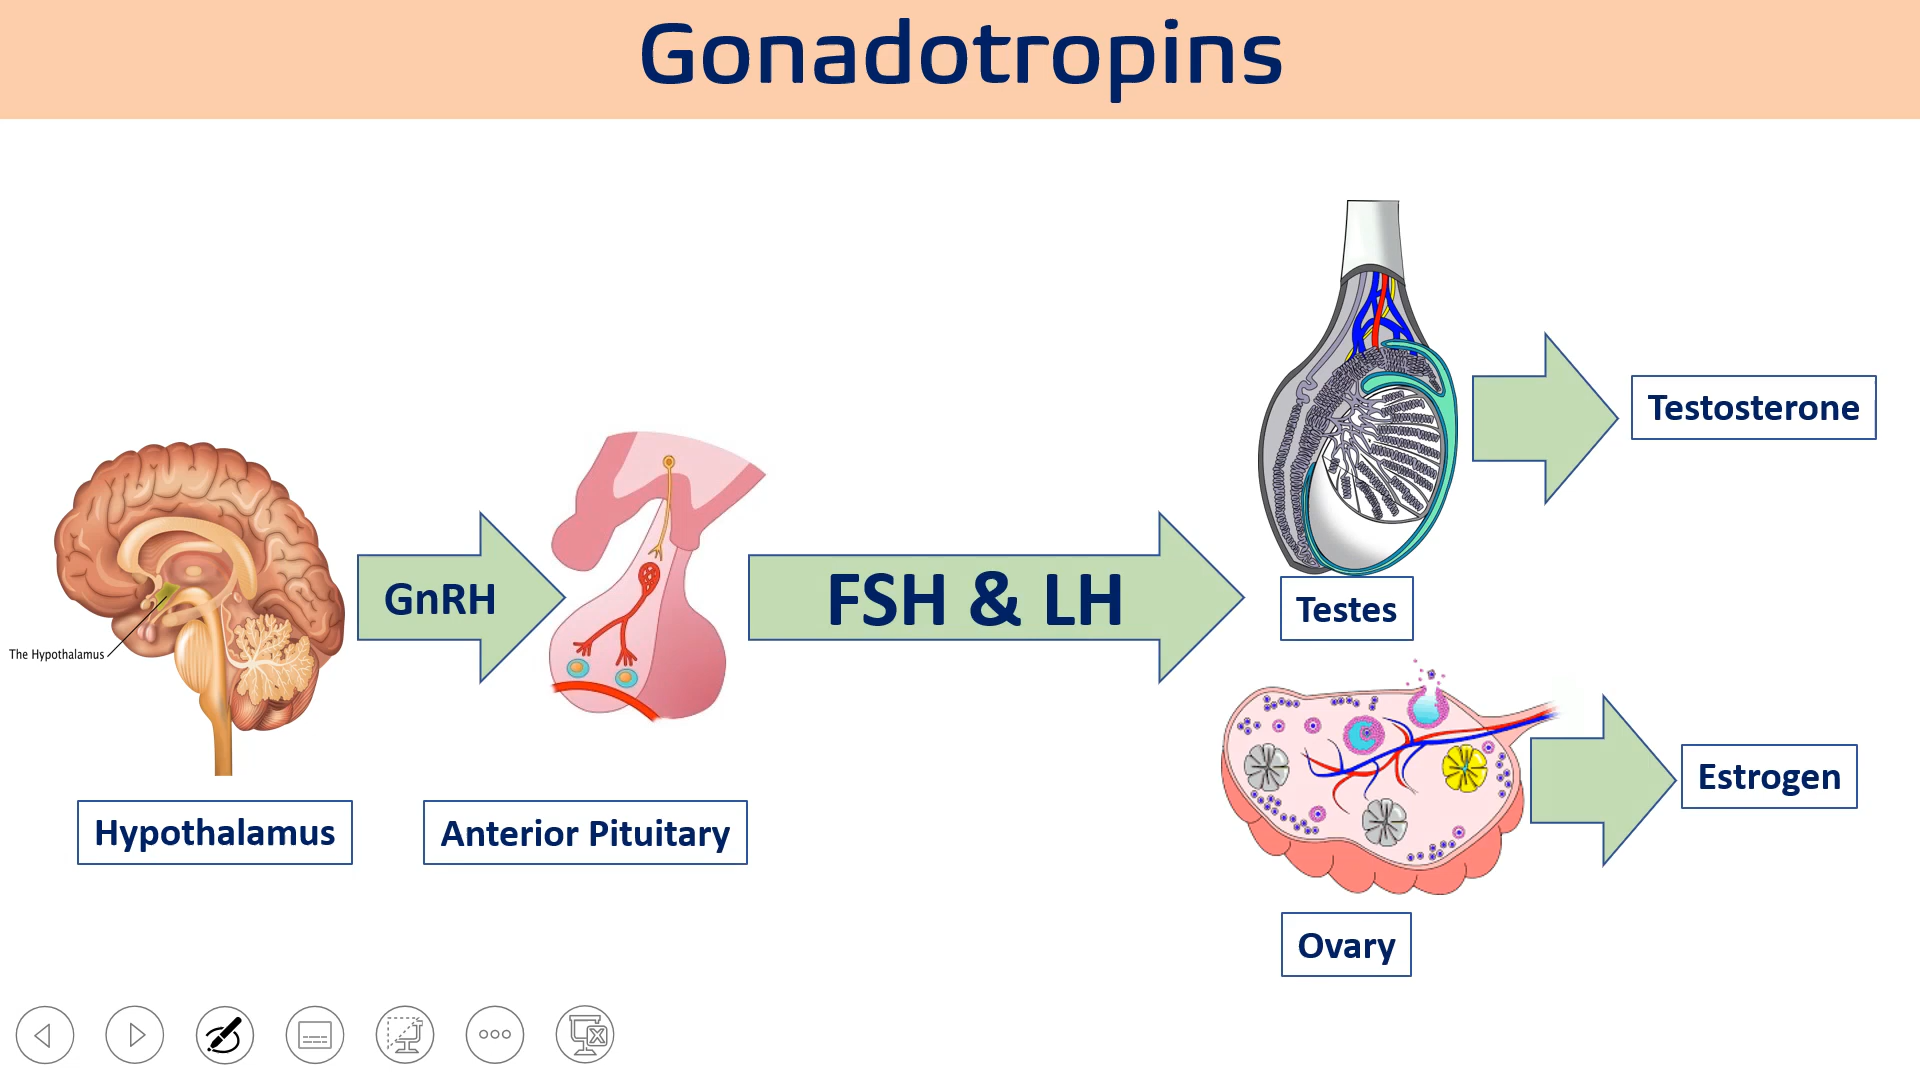 Gonadotropins
The Hypothalamus
Hypothalamus
GnRH
Anterior Pituitary
FSH & LH
Testes
Testosterone
Ovary
Estrogen